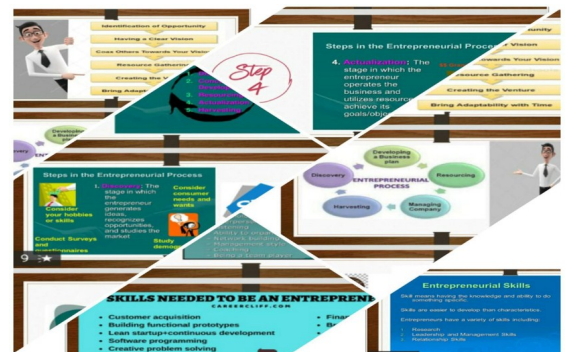 Identification of Opportunity
Having a Clear Vision
Coax Others Towards Your Vision
Resource Gathering
Creating the V
Bring Adapt
Step
4
Steps in the Entrepreneurial Proce
4. Actualization: The
stage in which the
entrepreneur
operates the
business and
utilizes resourc
achieve its
goals/obje
Vision
owards Your Vision
source Gathering
Creating the Venture
Bring Adaptability with Time
Steps in the Entrepreneurial Process
1. Discovery: The
stage in which
the
entrepreneur
generates
ideas,
recognizes
opportunities,
and studies the
market
Consider
your hobbies
or skills
Conduct Surveys
and
Consider
consumer
needs and
wants
Study
9
Developing
a Business
plan
Discovery
ENTREPRENEURIAL
PROCESS
Resourcing
Harvesting
Managing
Company
SKILLS NEEDED TO BE AN ENTREPRENE
CAREERCLIFF.COM
• Customer acquisition
• Building functional prototypes
• Lean startup+continuous development
• Software programming
• Creative problem solving
Entrepreneurial Skills
Skill means having the knowledge and ability to do
something specific.
Skills are easier to develop than characteristics.
Entrepreneurs have a variety of skills including:
Research
Leadership and Management Skills
Relationship Skills